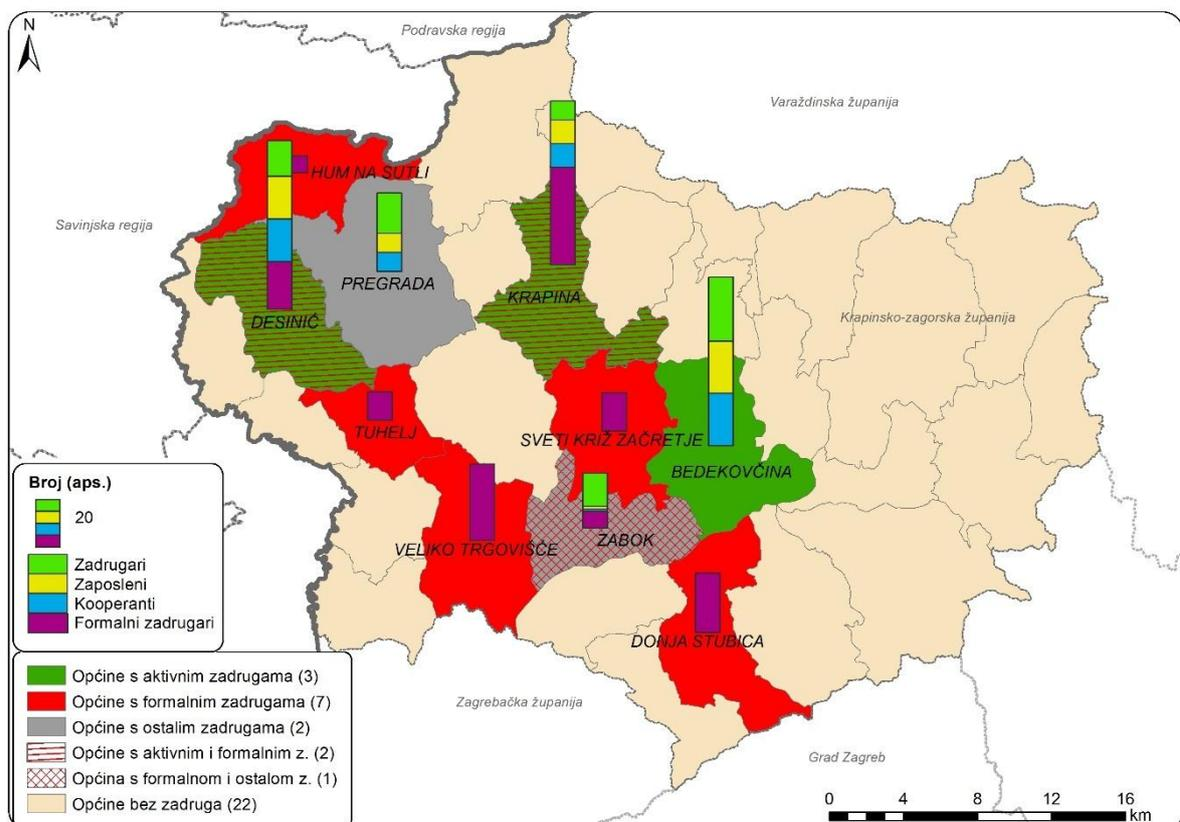 N
Podravska regija
Varaždinska županija
HUM NA SUTLI
Savinjska regija
PREGRADA
KRAPINA
DESINIĆ
Krapinsko-zagorska županija
TUHELJ
SVETI KRIŽ ZAČRETJE
BEDEKOVČINA
VELIKO TRGOVIŠĆE
ZABOK
DONJA STUBICA
Zagrebačka županija
Grad Zagreb
Broj (aps.)
20
Zadrugari
Zaposleni
Kooperanti
Formalni zadrugari
Općine s aktivnim zadrugama (3)
Općine s formalnim zadrugama (7)
Općine s ostalim zadrugama (2)
Općine s aktivnim i formalnim z. (2)
Općina s formalnom i ostalom z. (1)
Općine bez zadruga (22)
0 4 8 12 16
km